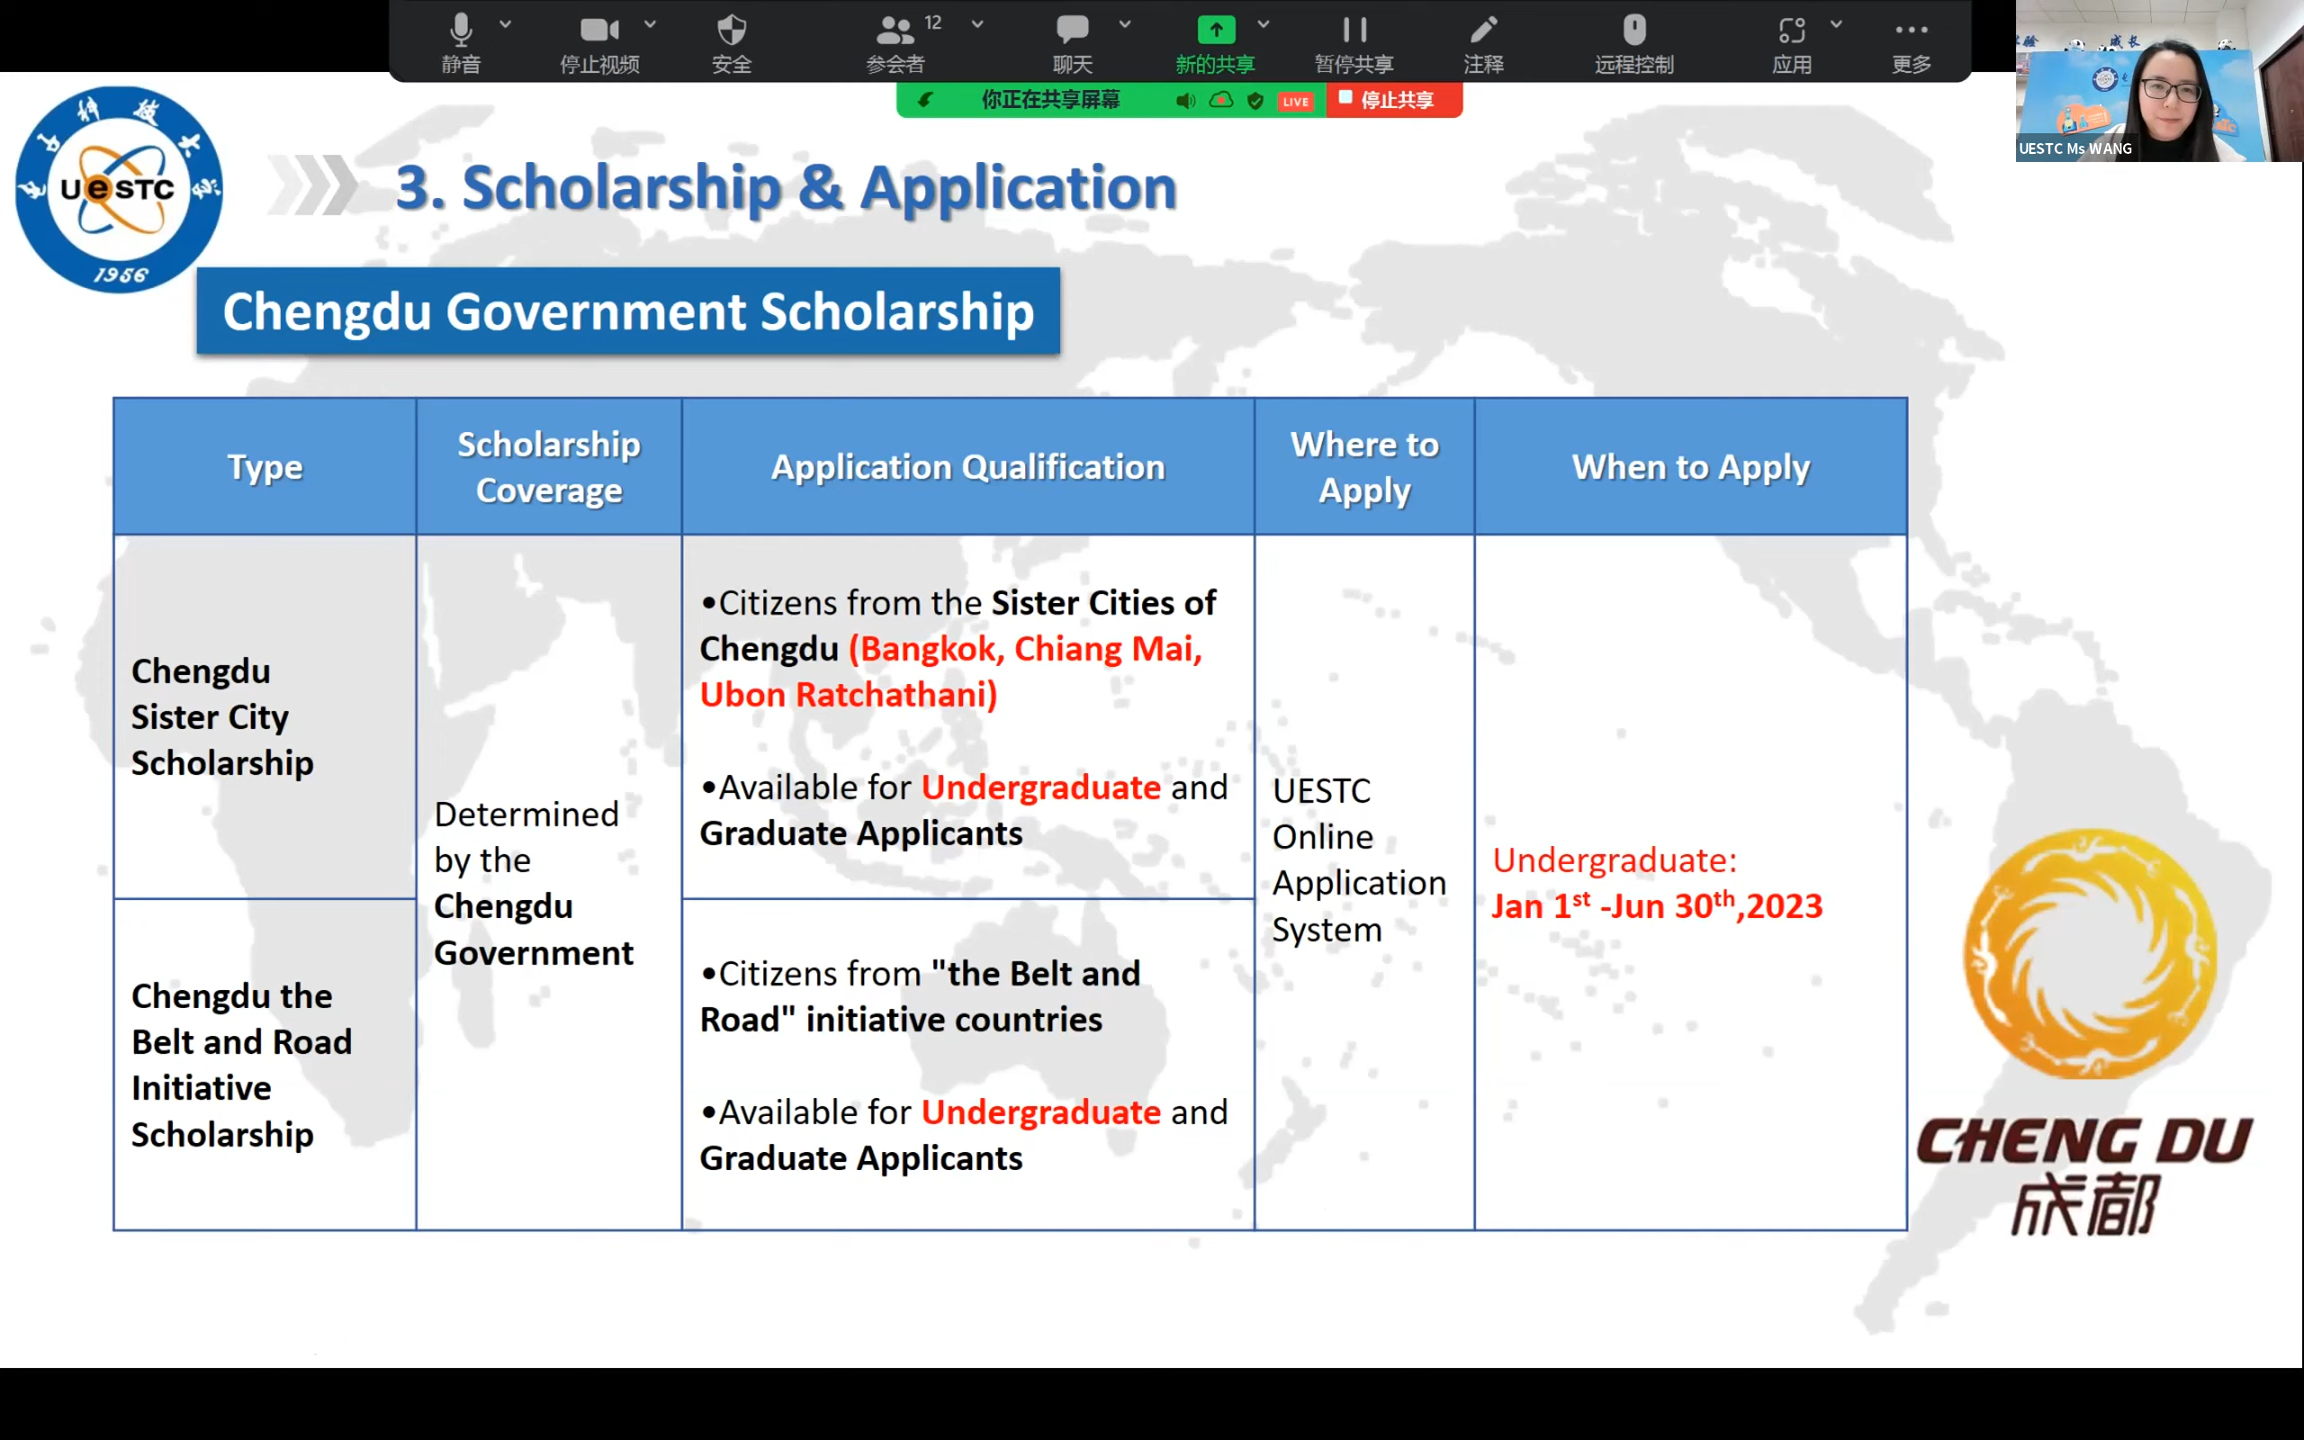 静音
停止视频
安全
参会者
12
聊天
新的共享
暂停共享
注释
远程控制
应用
更多
你正在共享屏幕
LIVE
停止共享
成长
UESTC Ms WANG
UeSTC
1956
3. Scholarship & Application
Chengdu Government Scholarship
Type
Scholarship
Coverage
Application Qualification
Where to
Apply
When to Apply
Chengdu
Sister City
Scholarship
Determined
by the
Chengdu
Government
•Citizens from the Sister Cities of
Chengdu (Bangkok, Chiang Mai,
Ubon Ratchathani)
•Available for Undergraduate and
Graduate Applicants
UESTC
Online
Application
System
Undergraduate:
Jan 1st -Jun 30th,2023
Chengdu the
Belt and Road
Initiative
Scholarship
•Citizens from "the Belt and
Road" initiative countries
•Available for Undergraduate and
Graduate Applicants
CHENG DU
成都